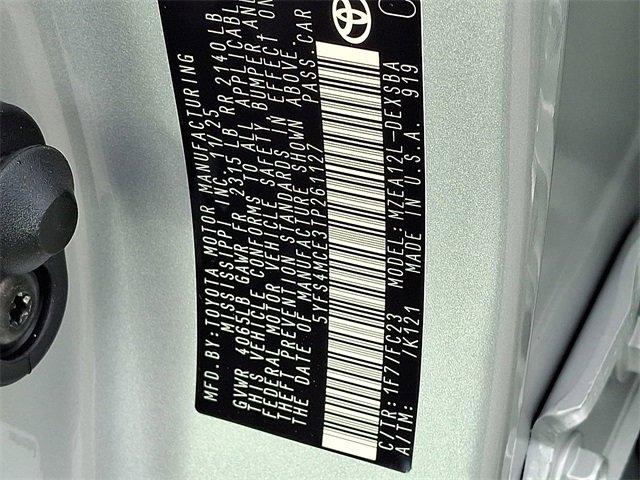 MFD.BY:TOYOTA MOTOR MANUFACTURING
MISSISSIPPI INC. 11/25
GVWR 4065LB GAWR FR 2315 LB RR 2140 LB
THIS VEHICLE CONFORMS TO ALL APPLICABL
FEDERAL MOTOR VEHICLE SAFETY BUMPER AN
THEFT PREVENTION STANDARDS IN EFFECT ON
THE DATE OF MANUFACTURE SHOWN ABOVE.
5YFS4MCE3TP261127 PASS.CAR
C/TR: 1F7/FC23 MODEL: MZEA12L-DEXSBA
A/TM: /K121 MADE IN U.S.A. 919